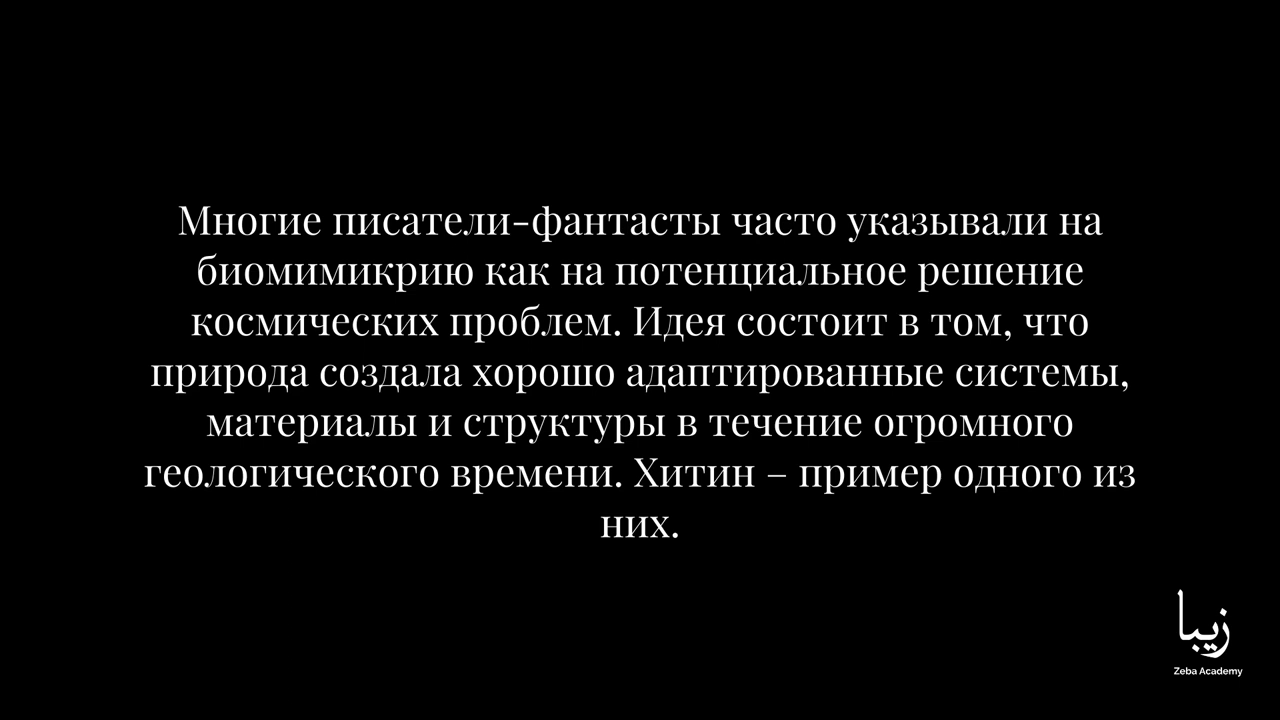 Многие писатели-фантасты часто указывали на
биомимикрию как на потенциальное решение
космических проблем. Идея состоит в том, что
природа создала хорошо адаптированные системы,
материалы и структуры в течение огромного
геологического времени. Хитин – пример одного из
них.
زیبا
Zeba Academy